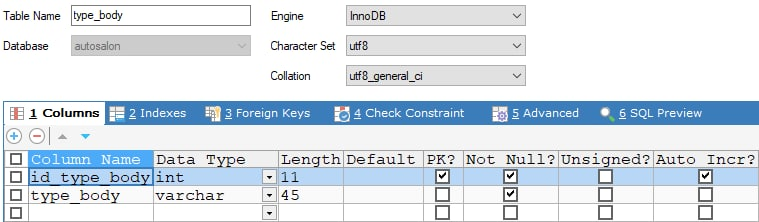 Table Name type_body Engine InnoDB
Database autosalon Character Set utf8
Collation utf8_general_ci
1 Columns 2 Indexes 3 Foreign Keys 4 Check Constraint 5 Advanced 6 SQL Preview
Column Name Data Type Length Default PK? Not Null? Unsigned? Auto Incr?
id_type_body int 11
type_body varchar 45